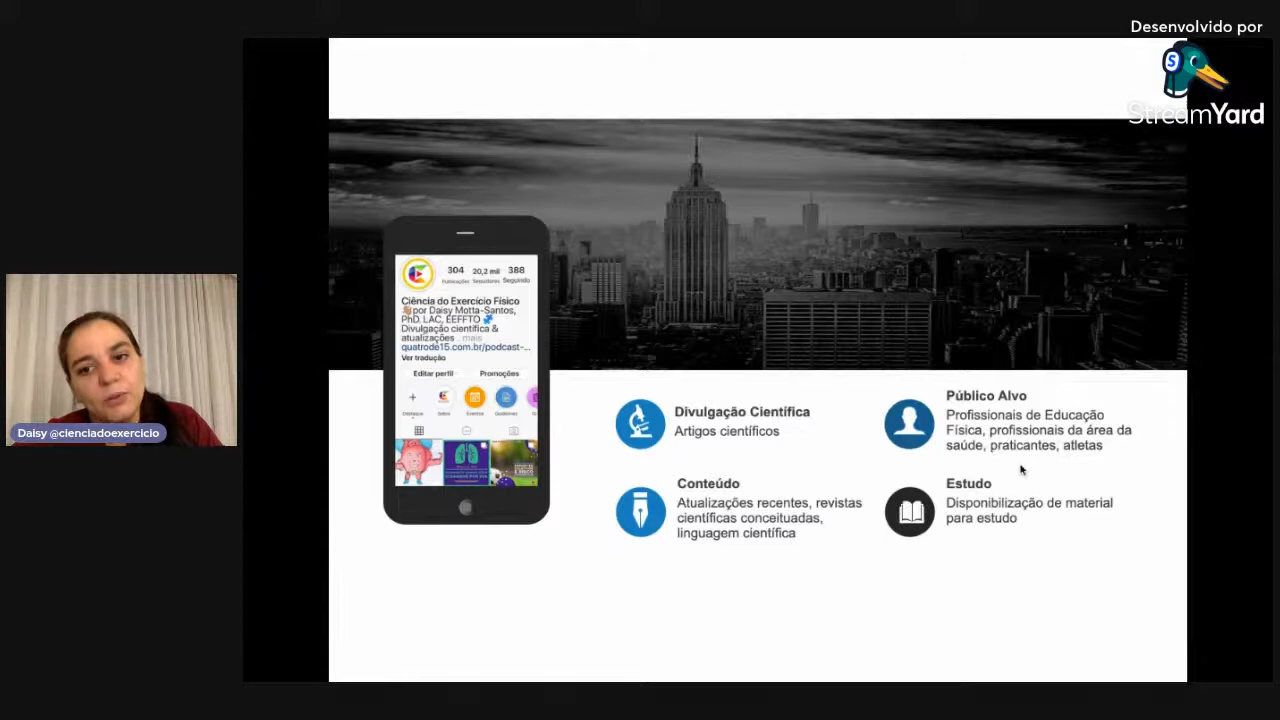 Desenvolvido por
StreamYard
304 20,2 mil 388
Publicações Seguidores Seguindo
Ciência do Exercício Físico
por Daisy Motta-Santos,
PhD. LAC, EEFFTO
Divulgação científica &
atualizações ... mais
quatrode15.com.br/podcast-...
Ver tradução
Editar perfil Promoções
Eventos
Divulgação Científica
Artigos científicos
Público Alvo
Profissionais de Educação
Física, profissionais da área da
saúde, praticantes, atletas
Conteúdo
Atualizações recentes, revistas
científicas conceituadas,
linguagem científica
Estudo
Disponibilização de material
para estudo
Daisy @cienciadoexercicio